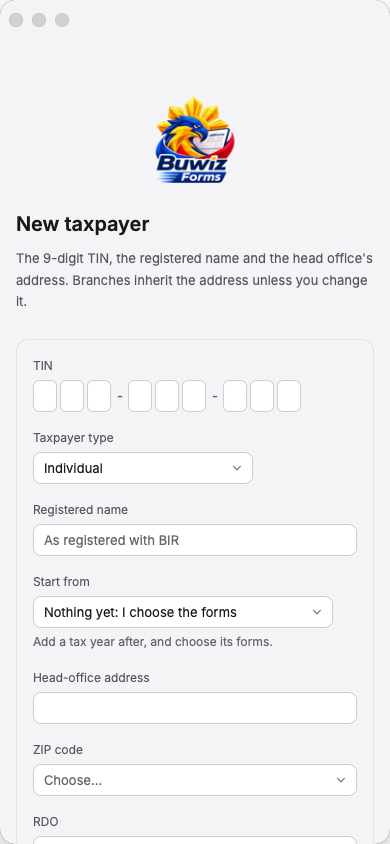 Buwiz
Forms
New taxpayer
The 9-digit TIN, the registered name and the head office's
address. Branches inherit the address unless you change
it.
TIN
- -
Taxpayer type
Individual
Registered name
As registered with BIR
Start from
Nothing yet: I choose the forms
Add a tax year after, and choose its forms.
Head-office address
ZIP code
Choose...
RDO